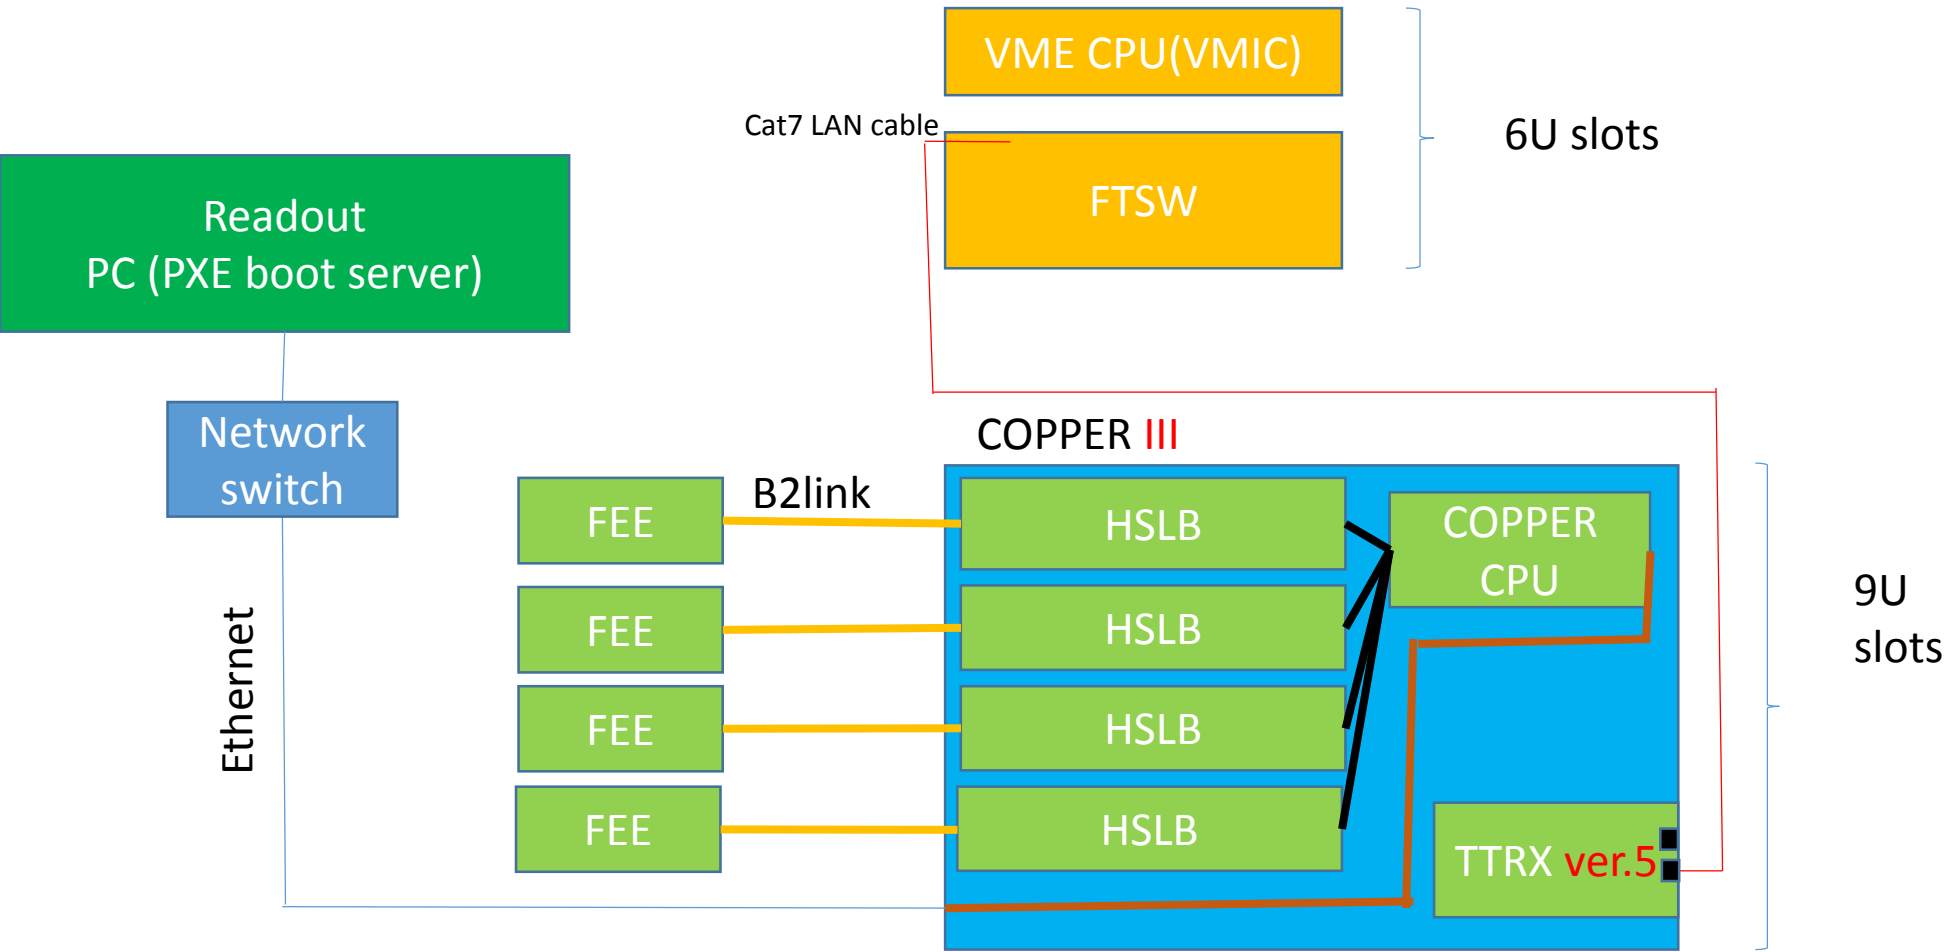 VME CPU(VMIC)
Cat7 LAN cable
6U slots
FTSW
Readout
PC (PXE boot server)
Network
switch
COPPER III
B2link
FEE
HSLB
COPPER
CPU
FEE
HSLB
9U
slots
Ethernet
FEE
HSLB
FEE
HSLB
TTRX ver.5